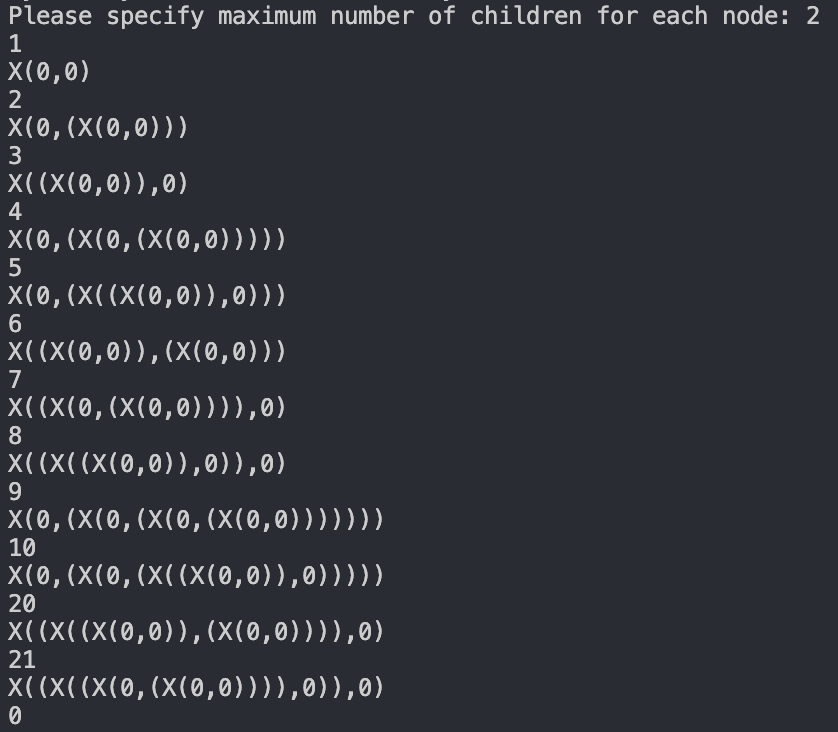 Please specify maximum number of children for each node: 2
1
X(0,0)
2
X(0,(X(0,0)))
3
X((X(0,0)),0)
4
X(0,(X(0,(X(0,0)))))
5
X(0,(X((X(0,0)),0)))
6
X((X(0,0)),(X(0,0)))
7
X((X(0,(X(0,0)))),0)
8
X((X((X(0,0)),0)),0)
9
X(0,(X(0,(X(0,(X(0,0)))))))
10
X(0,(X(0,(X((X(0,0)),0)))))
20
X((X((X(0,0)),(X(0,0)))),0)
21
X((X((X(0,(X(0,0)))),0)),0)
0